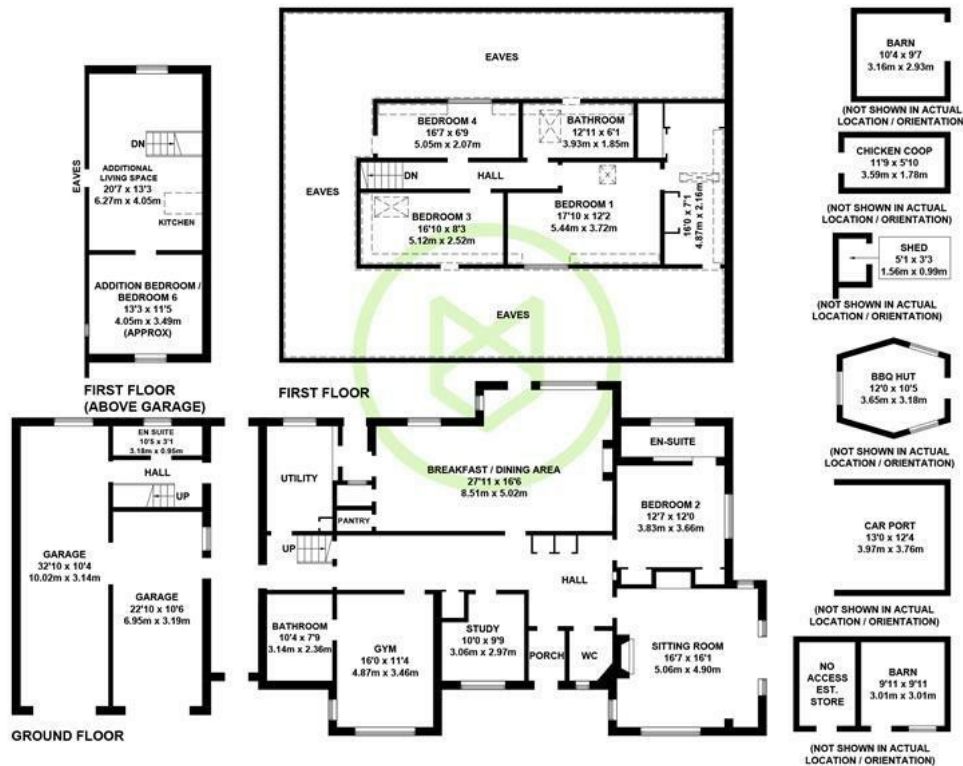 EAVES
DN
ADDITIONAL
LIVING SPACE
20'7 x 13'3
6.27m x 4.05m
KITCHEN
ADDITION BEDROOM /
BEDROOM 6
13'3 x 11'5
4.05m x 3.49m
(APPROX)
FIRST FLOOR
(ABOVE GARAGE)
EAVES
BEDROOM 4
16'7 x 6'9
5.05m x 2.07m
BATHROOM
12'11 x 6'1
3.93m x 1.85m
EAVES
DN
HALL
BEDROOM 3
16'10 x 8'3
5.12m x 2.52m
BEDROOM 1
17'10 x 12'2
5.44m x 3.72m
16'0 x 7'1
4.87m x 2.16m
EAVES
FIRST FLOOR
EN SUITE
10'5 x 3'1
3.18m x 0.95m
HALL
UP
GARAGE
32'10 x 10'4
10.02m x 3.14m
GARAGE
22'10 x 10'6
6.95m x 3.19m
GROUND FLOOR
UTILITY
PANTRY
BREAKFAST / DINING AREA
27'11 x 16'6
8.51m x 5.02m
EN-SUITE
BEDROOM 2
12'7 x 12'0
3.83m x 3.66m
UP
HALL
BATHROOM
10'4 x 7'9
3.14m x 2.36m
GYM
16'0 x 11'4
4.87m x 3.46m
STUDY
10'0 x 9'9
3.06m x 2.97m
PORCH
WC
SITTING ROOM
16'7 x 16'1
5.06m x 4.90m
BARN
10'4 x 9'7
3.16m x 2.93m
(NOT SHOWN IN ACTUAL
LOCATION / ORIENTATION)
CHICKEN COOP
11'9 x 5'10
3.59m x 1.78m
(NOT SHOWN IN ACTUAL
LOCATION / ORIENTATION)
SHED
5'1 x 3'3
1.56m x 0.99m
(NOT SHOWN IN ACTUAL
LOCATION / ORIENTATION)
BBQ HUT
12'0 x 10'5
3.65m x 3.18m
(NOT SHOWN IN ACTUAL
LOCATION / ORIENTATION)
CAR PORT
13'0 x 12'4
3.97m x 3.76m
(NOT SHOWN IN ACTUAL
LOCATION / ORIENTATION)
NO
ACCESS
EST.
STORE
BARN
9'11 x 9'11
3.01m x 3.01m
(NOT SHOWN IN ACTUAL
LOCATION / ORIENTATION)